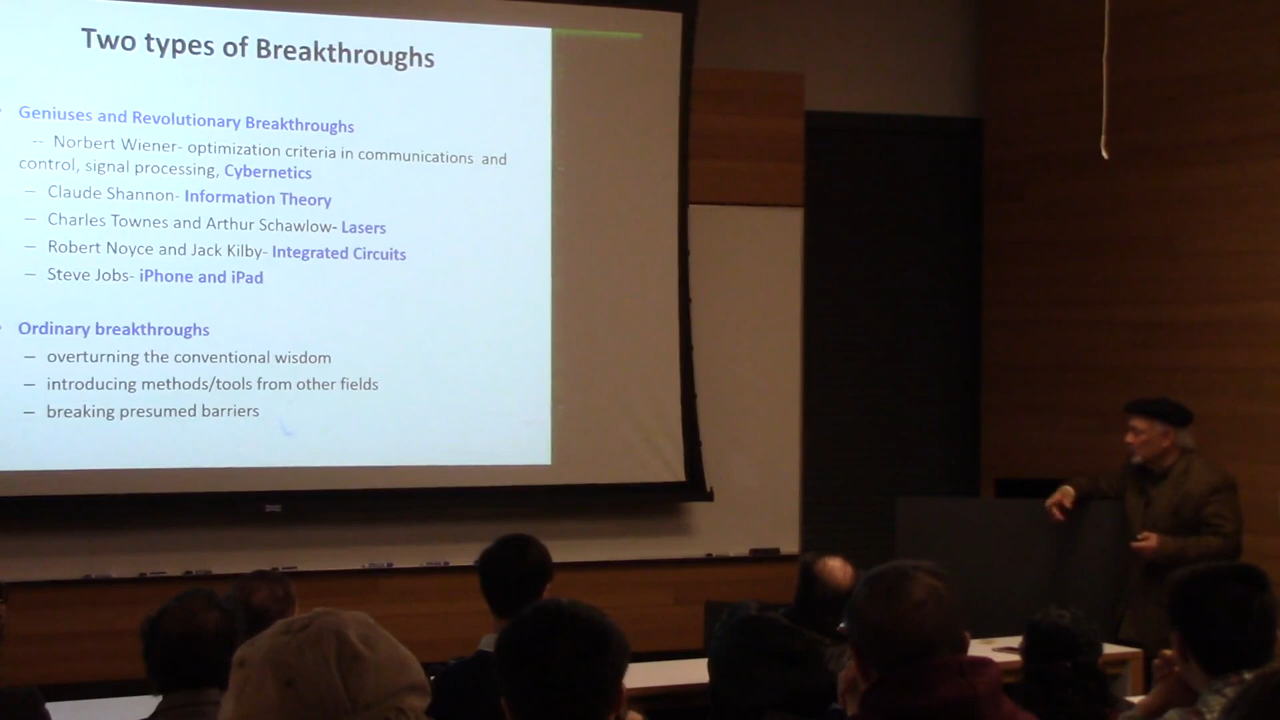 Two types of Breakthroughs
Geniuses and Revolutionary Breakthroughs
-- Norbert Wiener- optimization criteria in communications and
control, signal processing, Cybernetics
– Claude Shannon- Information Theory
– Charles Townes and Arthur Schawlow- Lasers
– Robert Noyce and Jack Kilby- Integrated Circuits
– Steve Jobs- iPhone and iPad
Ordinary breakthroughs
– overturning the conventional wisdom
– introducing methods/tools from other fields
– breaking presumed barriers